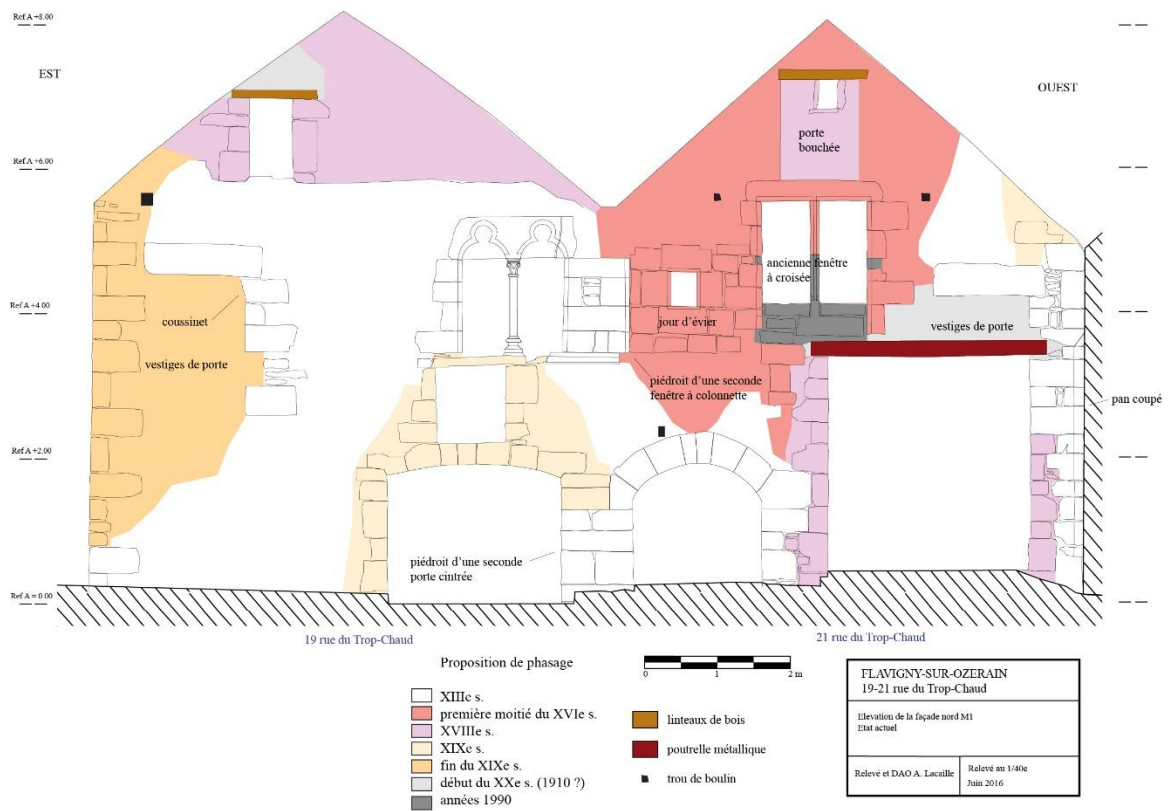 Ref A +8.00
EST
OUEST
porte
bouchée
Ref A +6.00
ancienne fenêtre
à croisée
Ref A +4.00
coussinet
jour d'évier
vestiges de porte
vestiges de porte
piédroit d'une seconde
fenêtre à colonnette
pan coupé
Ref A +2.00
piédroit d'une seconde
porte cintrée
Ref A = 0.00
19 rue du Trop-Chaud
21 rue du Trop-Chaud
Proposition de phasage
0 1 2 m
XIIIe s.
première moitié du XVIe s.
XVIIIe s.
XIXe s.
fin du XIXe s.
début du XXe s. (1910 ?)
années 1990
linteaux de bois
poutrelle métallique
trou de boulin
FLAVIGNY-SUR-OZERAIN
19-21 rue du Trop-Chaud
Elevation de la façade nord M1
Etat actuel
Relevé et DAO A. Lacaille
Relevé au 1/40e
Juin 2016